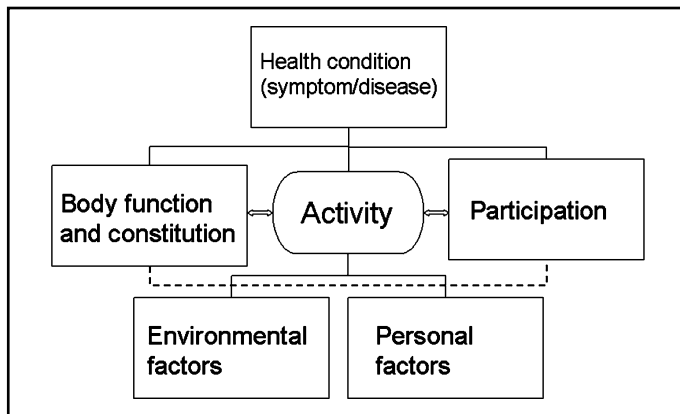 Health condition
(symptom/disease)
Body function
and constitution
Activity
Participation
Environmental
factors
Personal
factors